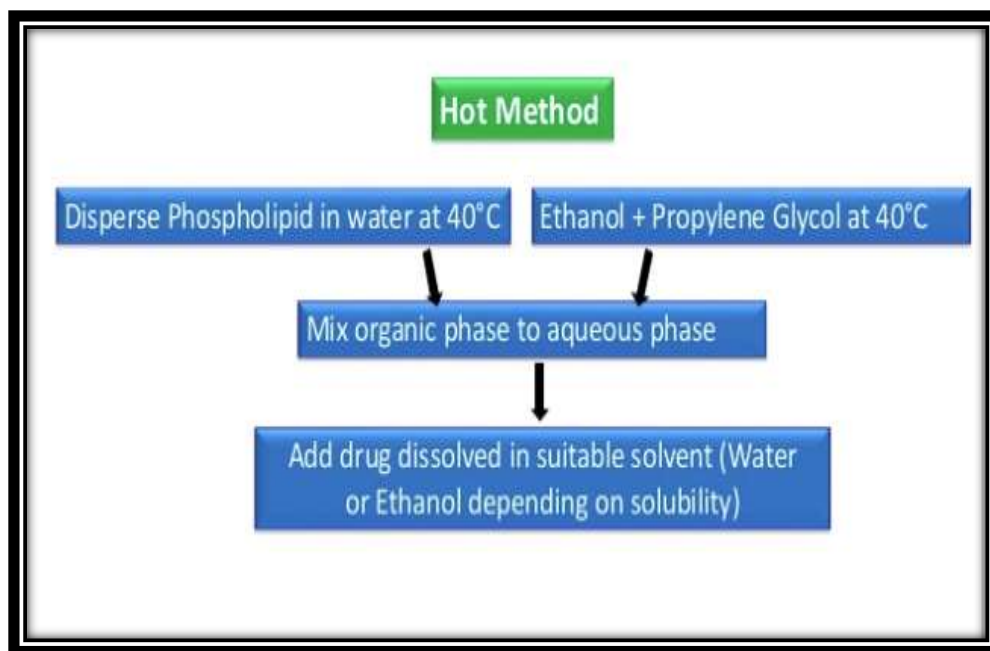 Hot Method
Disperse Phospholipid in water at 40°C
Ethanol + Propylene Glycol at 40°C
Mix organic phase to aqueous phase
Add drug dissolved in suitable solvent (Water
or Ethanol depending on solubility)